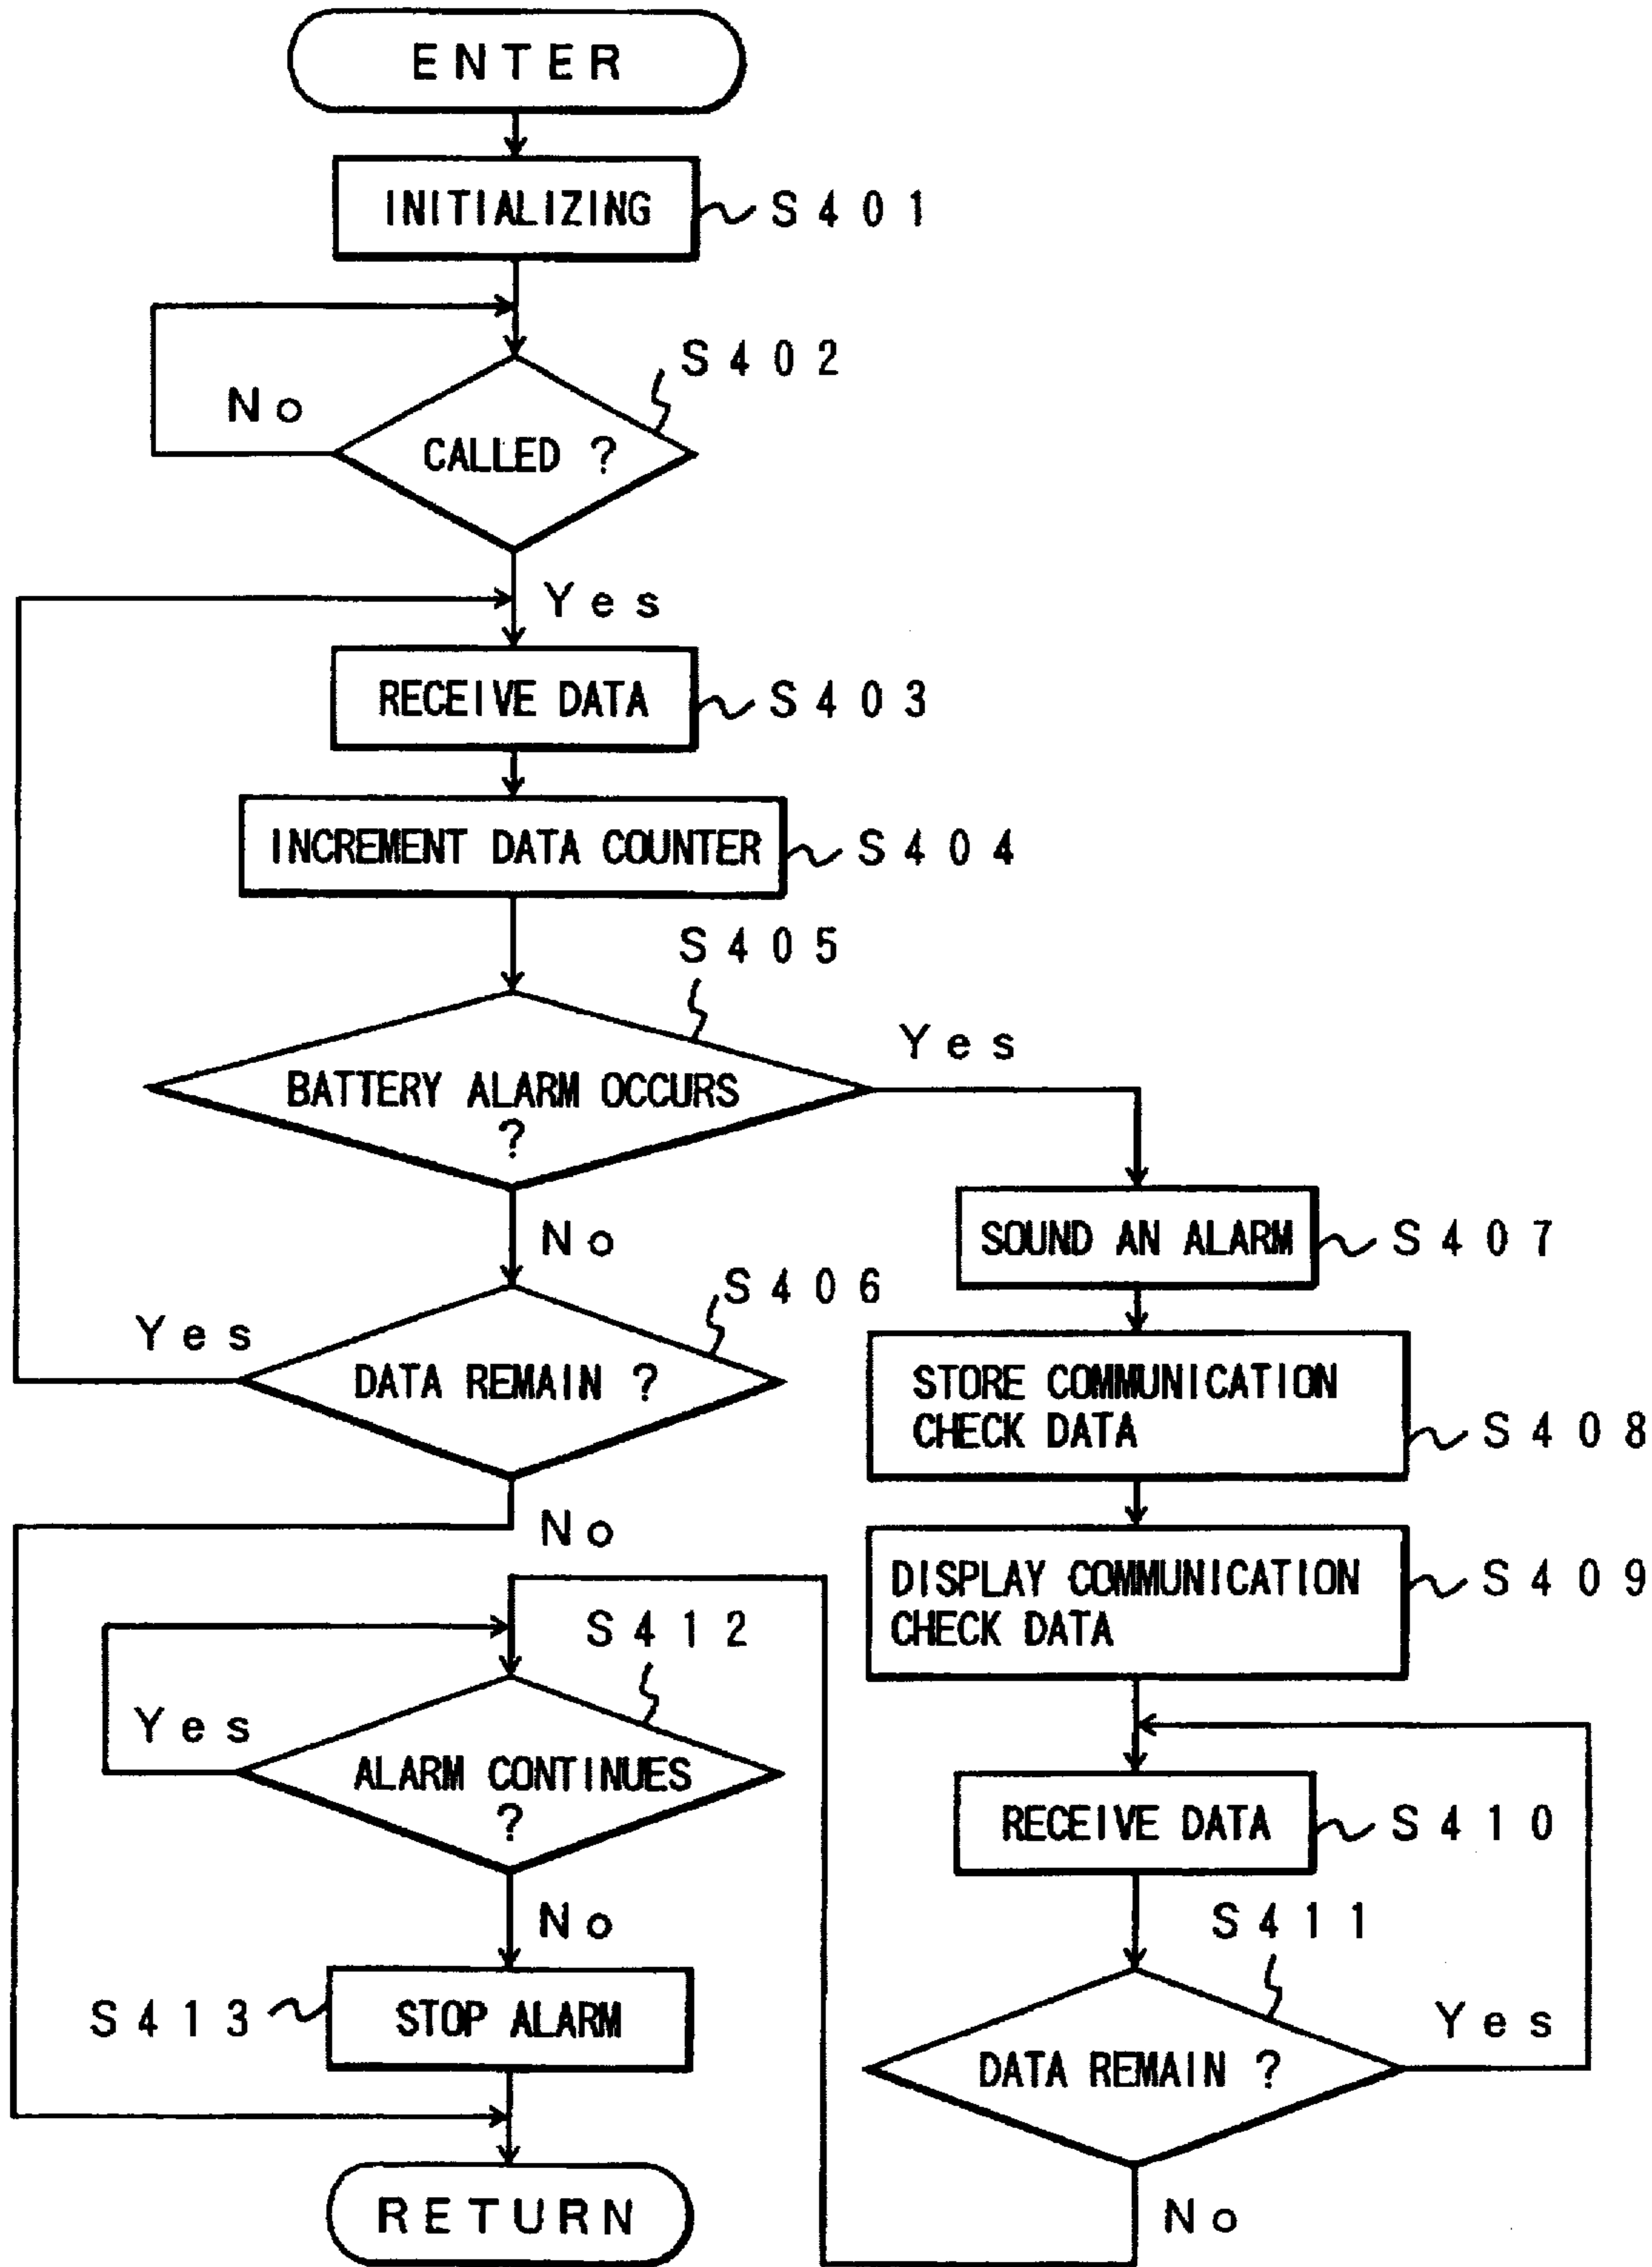 ENTER
INITIALIZING
S401
S402
No
CALLED ?
Yes
RECEIVE DATA
S403
INCREMENT DATA COUNTER
S404
S405
Yes
BATTERY ALARM OCCURS
?
No
SOUND AN ALARM
S407
S406
Yes
DATA REMAIN ?
STORE COMMUNICATION
CHECK DATA
S408
No
DISPLAY COMMUNICATION
CHECK DATA
S409
S412
Yes
ALARM CONTINUES
?
RECEIVE DATA
S410
No
S411
S413
STOP ALARM
Yes
DATA REMAIN ?
No
RETURN